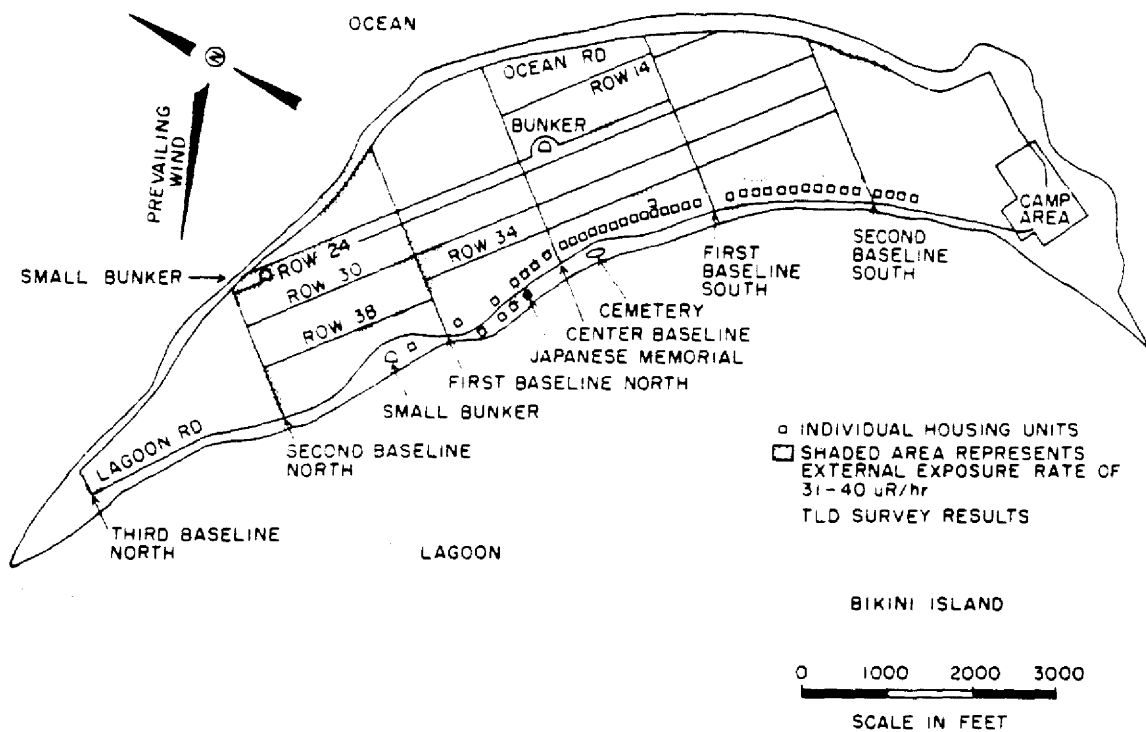 OCEAN
N
PREVAILING
WIND
OCEAN RD
ROW 14
BUNKER
SMALL BUNKER
ROW 24
ROW 30
ROW 34
ROW 38
CAMP
AREA
SECOND
BASELINE
SOUTH
FIRST
BASELINE
SOUTH
CEMETERY
CENTER BASELINE
JAPANESE MEMORIAL
FIRST BASELINE NORTH
SMALL BUNKER
SECOND BASELINE
NORTH
LAGOON RD
THIRD BASELINE
NORTH
LAGOON
INDIVIDUAL HOUSING UNITS
SHADED AREA REPRESENTS
EXTERNAL EXPOSURE RATE OF
31-40 uR/hr
TLD SURVEY RESULTS
BIKINI ISLAND
0 1000 2000 3000
SCALE IN FEET